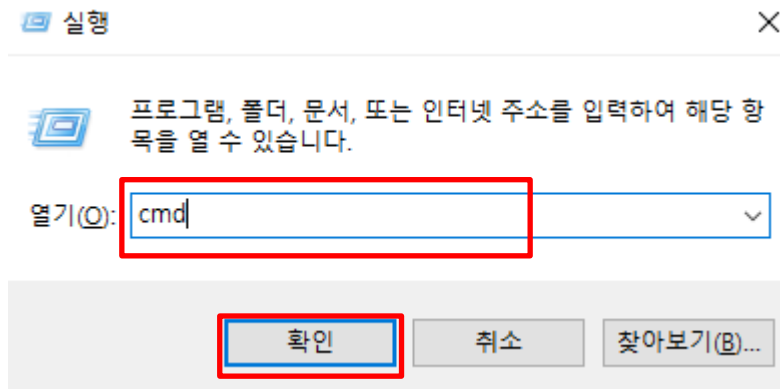 실행
프로그램, 폴더, 문서, 또는 인터넷 주소를 입력하여 해당 항
목을 열 수 있습니다.
열기(O): cmd
확인 취소 찾아보기(B)...